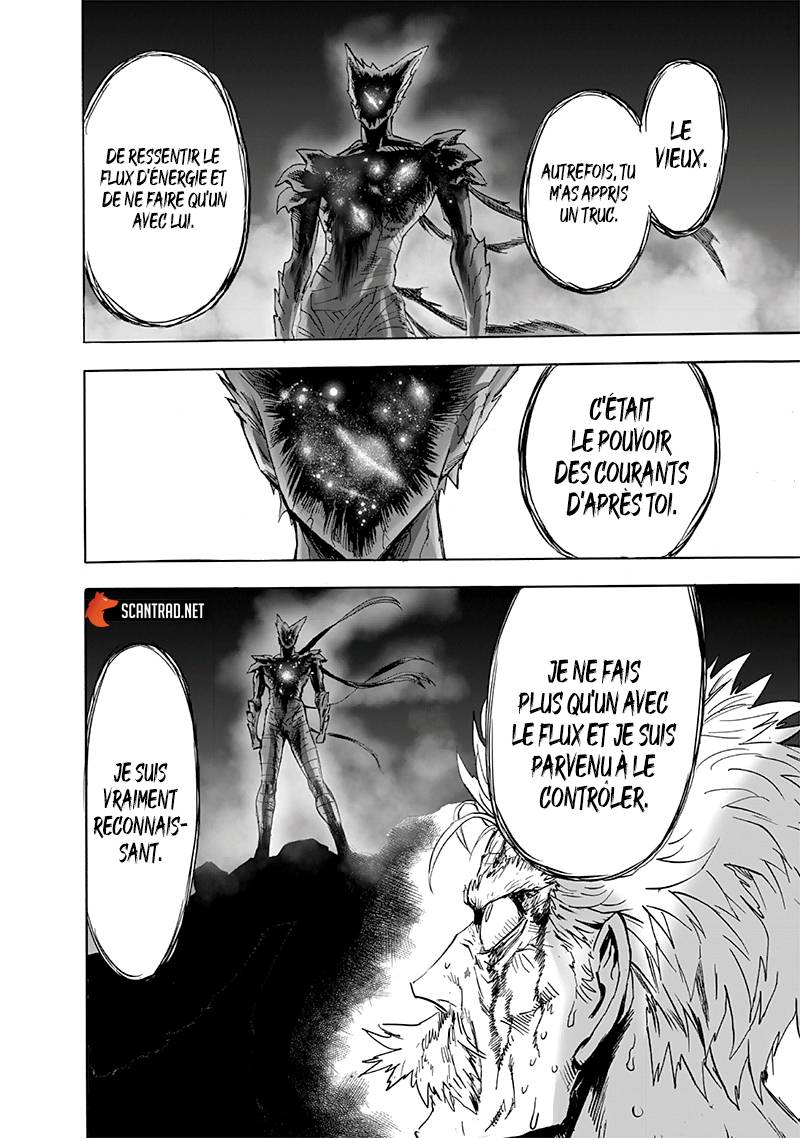 LE
VIEUX.
AUTREFOIS, TU
M'AS APPRIS
UN TRUC.
DE RESSENTIR LE
FLUX D'ÉNERGIE ET
DE NE FAIRE QU'UN
AVEC LUI.
C'ÉTAIT
LE POUVOIR
DES COURANTS
D'APRÈS TOI.
SCANTRAD.NET
JE NE FAIS
PLUS QU'UN AVEC
LE FLUX ET JE SUIS
PARVENU À LE
CONTRÔLER.
JE SUIS
VRAIMENT
RECONNAIS-
SANT.